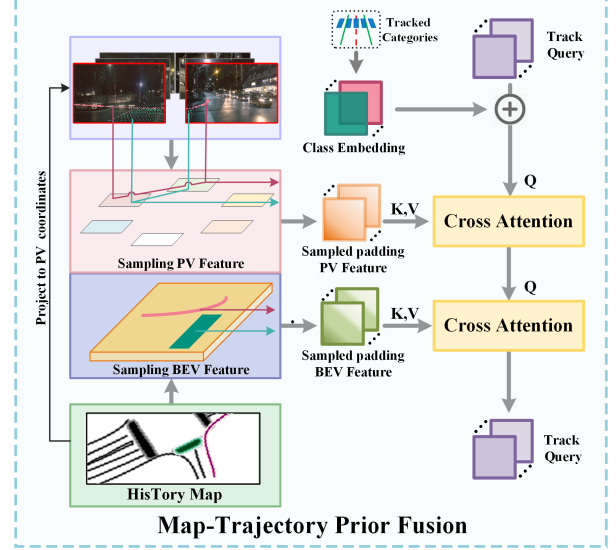 Tracked
Categories
Track
Query
Class Embedding
Project to PV coordinates
Q
Sampling PV Feature
K,V
Cross Attention
Sampled padding
PV Feature
Q
Sampling BEV Feature
K,V
Cross Attention
Sampled padding
BEV Feature
HisTory Map
Track
Query
Map-Trajectory Prior Fusion